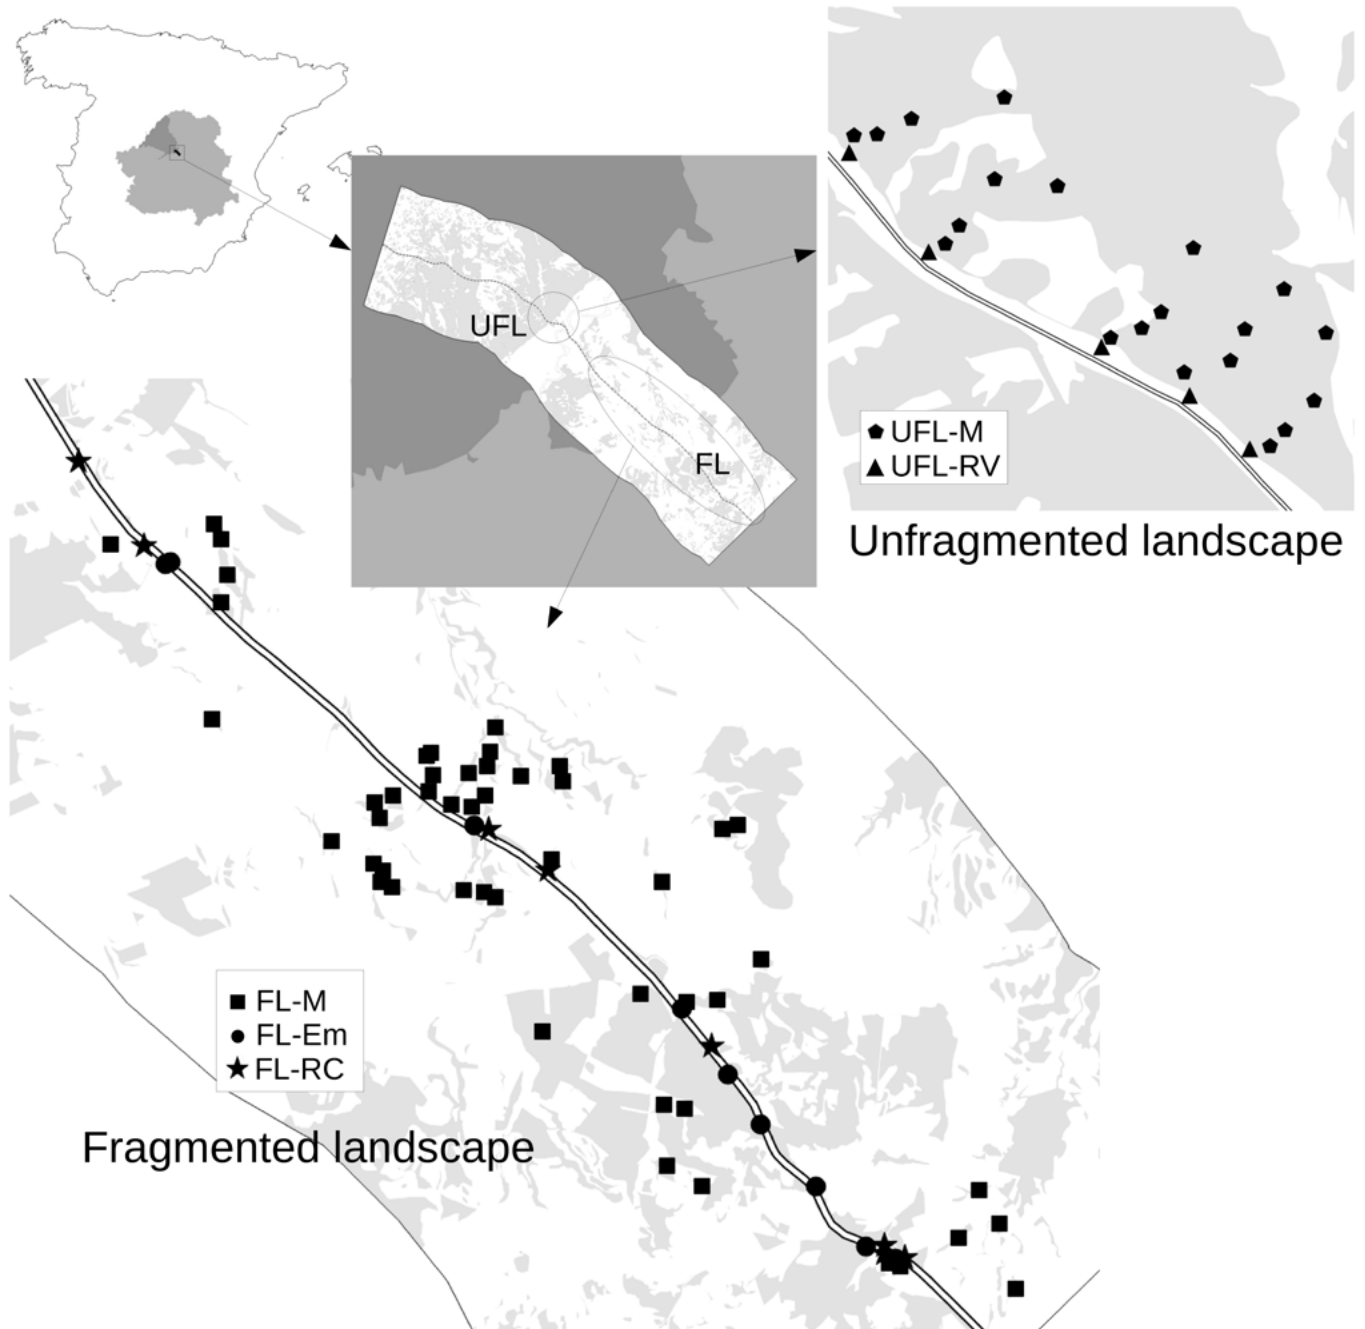 UFL
FL
UFL-M
UFL-RV
Unfragmented landscape
FL-M
FL-Em
FL-RC
Fragmented landscape